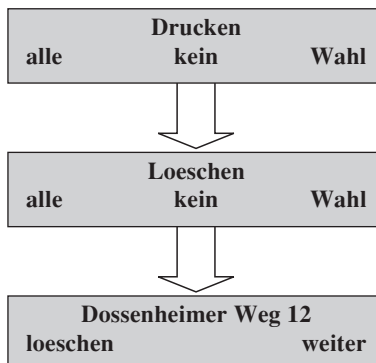 Drucken
alle kein Wahl
Loeschen
alle kein Wahl
Dossenheimer Weg 12
loeschen weiter